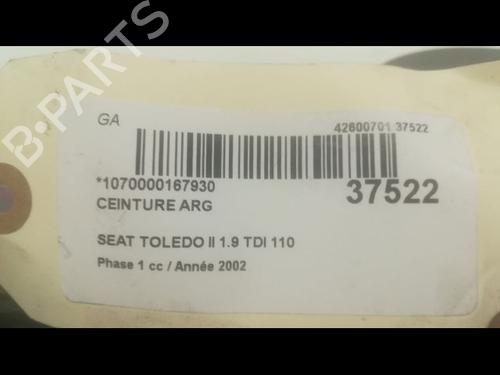 GA
42600701 37522
*1070000167930
37522
CEINTURE ARG
SEAT TOLEDO II 1.9 TDI 110
Phase 1 cc / Année 2002
B-PARTS